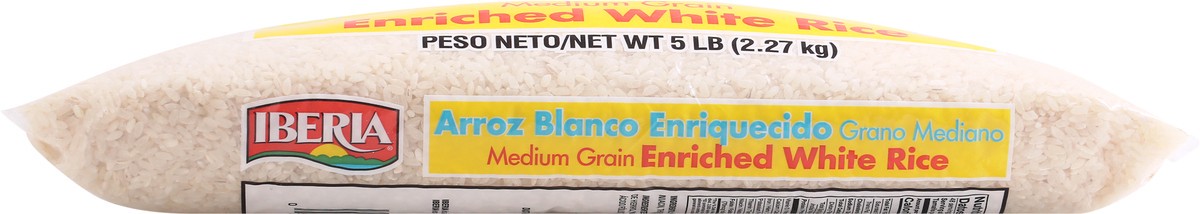 Medium Grain
Enriched White Rice
PESO NETO/NET WT 5 LB (2.27 kg)
IBERIA®
Arroz Blanco Enriquecido Grano Mediano
Medium Grain Enriched White Rice